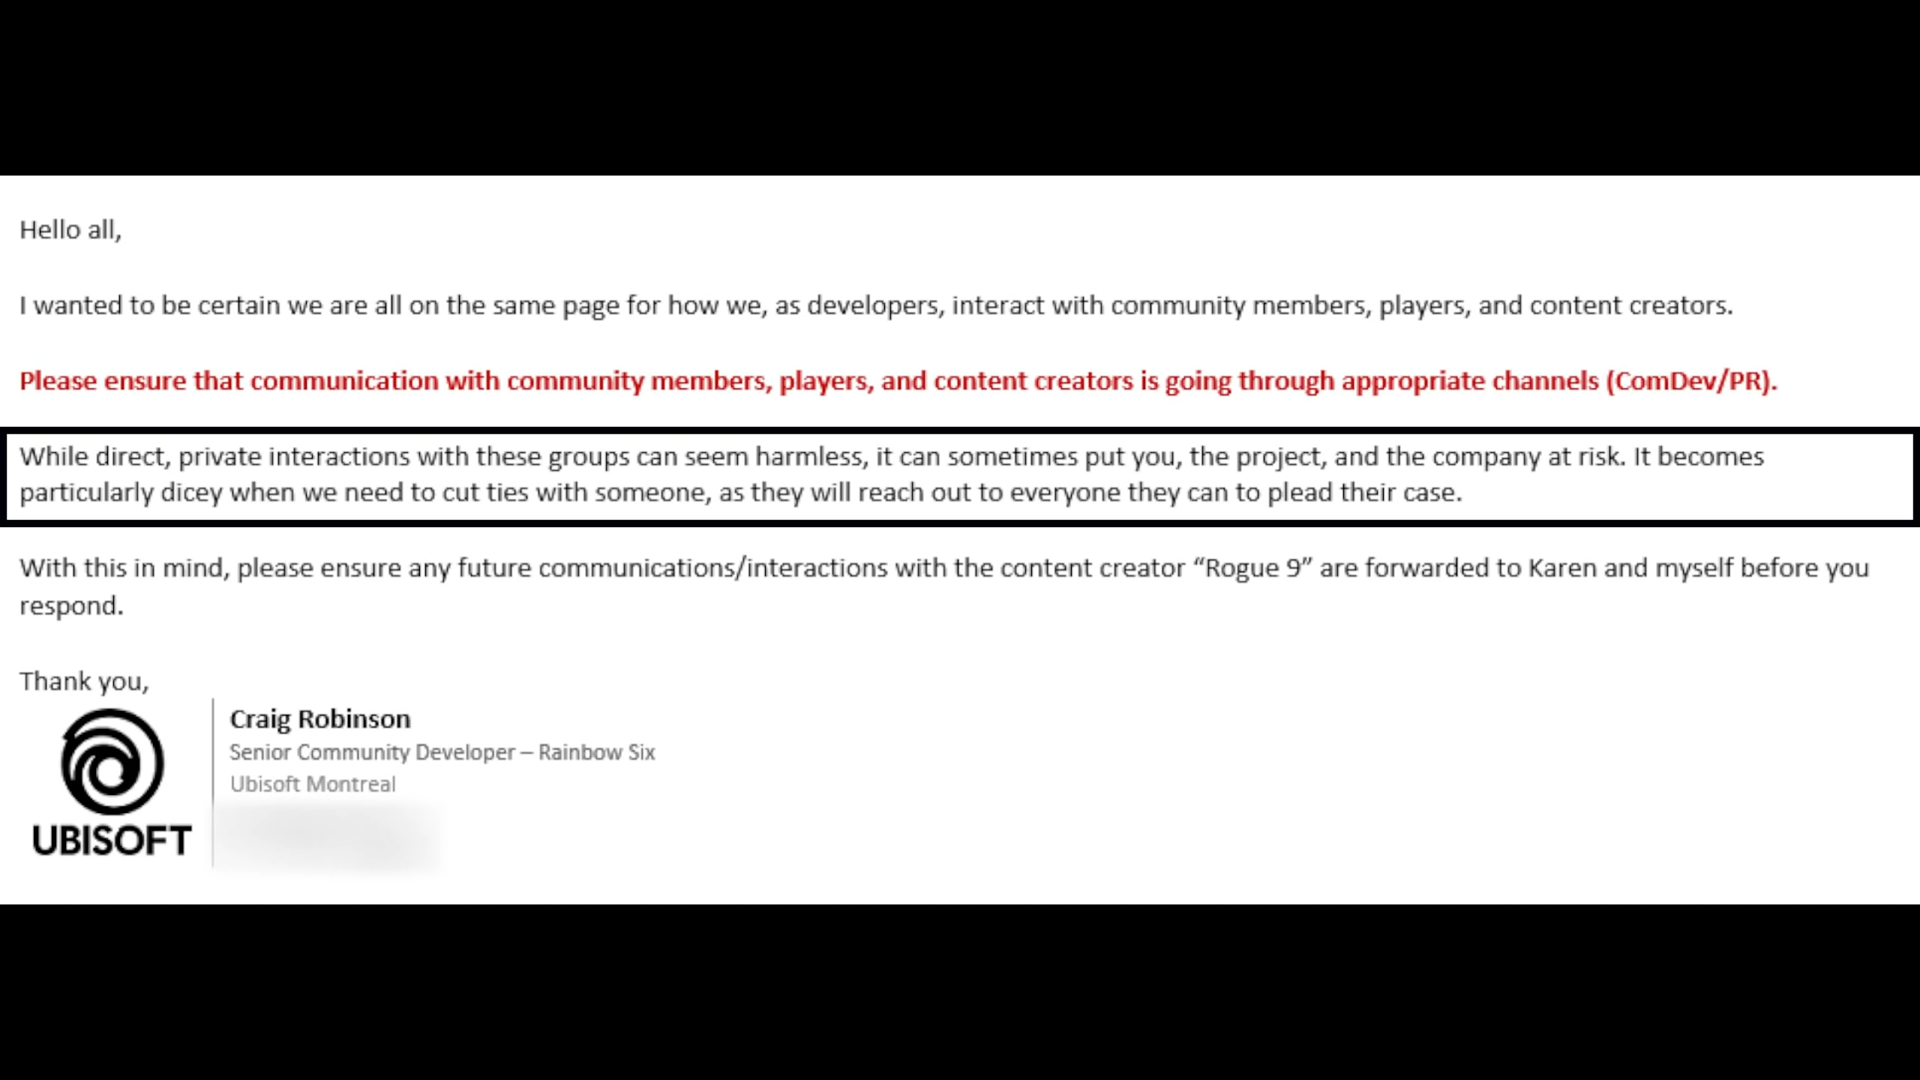 Hello all,
I wanted to be certain we are all on the same page for how we, as developers, interact with community members, players, and content creators.
Please ensure that communication with community members, players, and content creators is going through appropriate channels (ComDev/PR).
While direct, private interactions with these groups can seem harmless, it can sometimes put you, the project, and the company at risk. It becomes
particularly dicey when we need to cut ties with someone, as they will reach out to everyone they can to plead their case.
With this in mind, please ensure any future communications/interactions with the content creator “Rogue 9” are forwarded to Karen and myself before you
respond.
Thank you,
Craig Robinson
Senior Community Developer – Rainbow Six
Ubisoft Montreal
UBISOFT